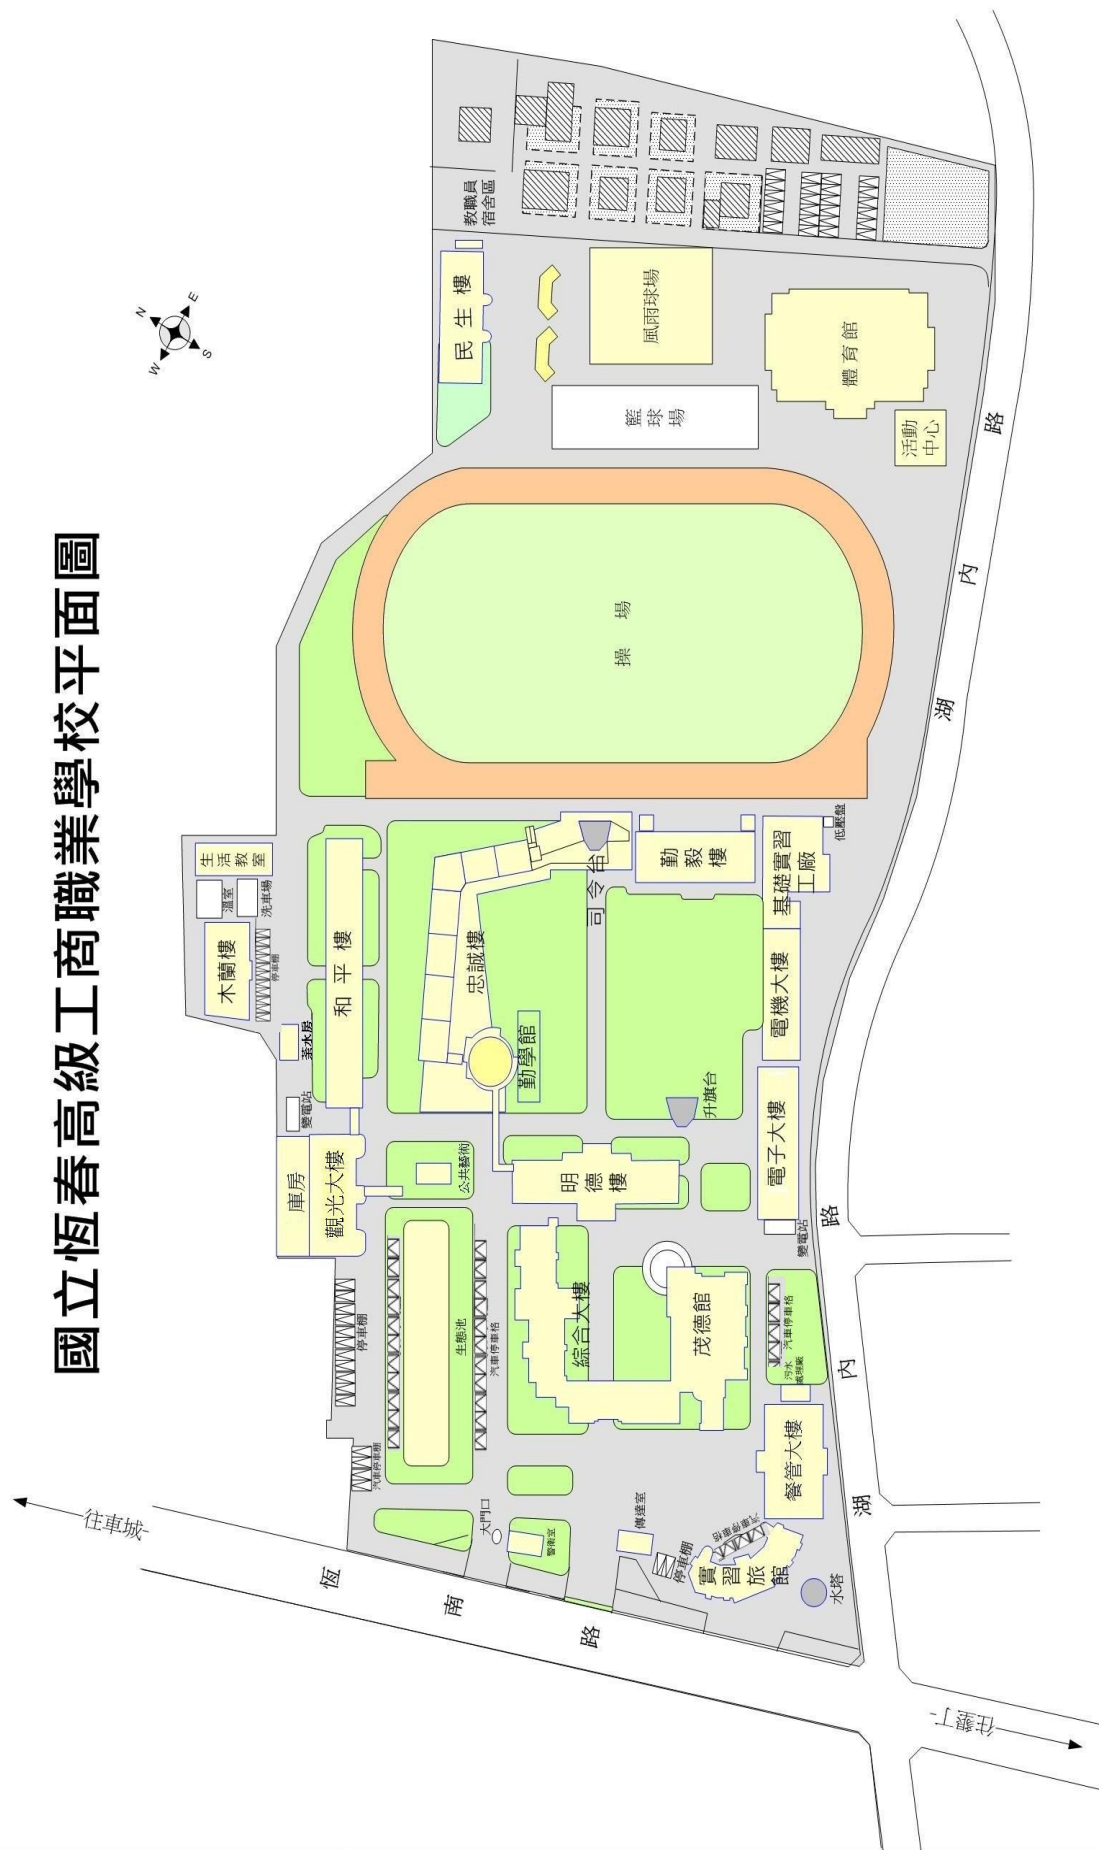 國立恆春高級工商職業學校平面圖
N
E
S
W
教職員
宿舍區
民生樓
風雨球場
籃球場
體育館
活動
中心
操場
湖內路
生活
教室
溫室
洗車場
木蘭樓
停車棚
茶水房
變電站
和平樓
忠誠樓
勤學館
司令台
勤毅樓
基礎實習
工廠
低壓盤
電機大樓
電子大樓
變電站
升旗台
庫房
觀光大樓
公共藝術
明德樓
綜合大樓
茂德館
生態池
汽車停車格
停車棚
汽車停車棚
汽車停車格
污水
處理廠
餐管大樓
湖內路
大門口
警衛室
傳達室
停車棚
汽車停車格
實習旅館
水塔
恆南路
往車城
往墾丁